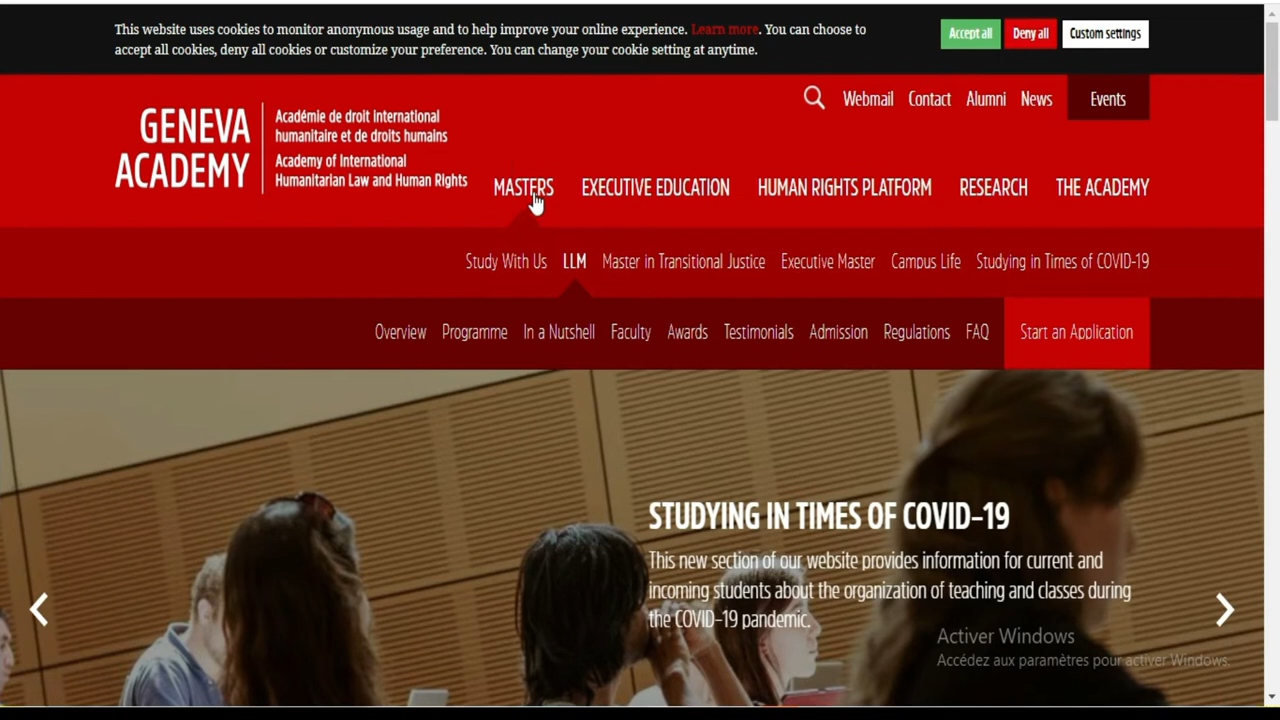 This website uses cookies to monitor anonymous usage and to help improve your online experience. Learn more. You can choose to
accept all cookies, deny all cookies or customize your preference. You can change your cookie setting at anytime.
Accept all
Deny all
Custom settings
Webmail
Contact
Alumni
News
Events
GENEVA
ACADEMY
Académie de droit international
humanitaire et de droits humains
Academy of International
Humanitarian Law and Human Rights
MASTERS
EXECUTIVE EDUCATION
HUMAN RIGHTS PLATFORM
RESEARCH
THE ACADEMY
Study With Us
LLM
Master in Transitional Justice
Executive Master
Campus Life
Studying in Times of COVID-19
Overview
Programme
In a Nutshell
Faculty
Awards
Testimonials
Admission
Regulations
FAQ
Start an Application
STUDYING IN TIMES OF COVID-19
This new section of our website provides information for current and
incoming students about the organization of teaching and classes during
the COVID-19 pandemic.
Activer Windows
Accédez aux paramètres pour activer Windows.